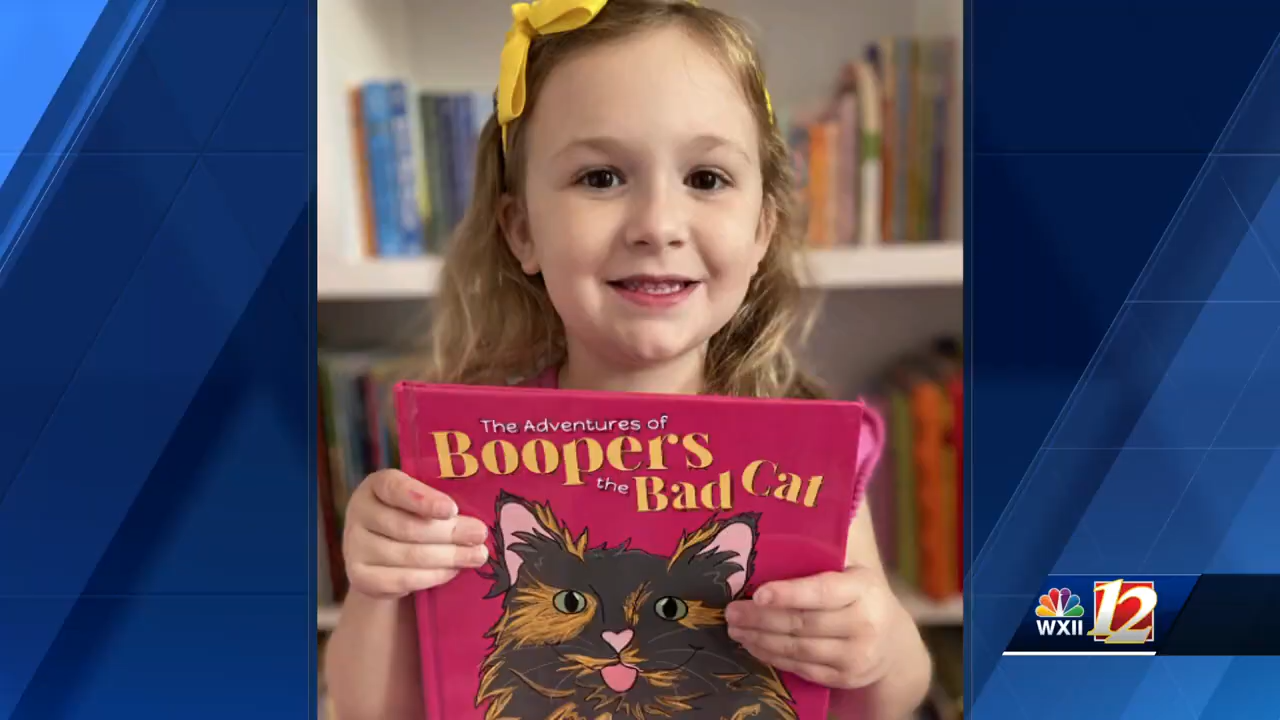 The Adventures of
Boopers
the Bad Cat
WXII 12